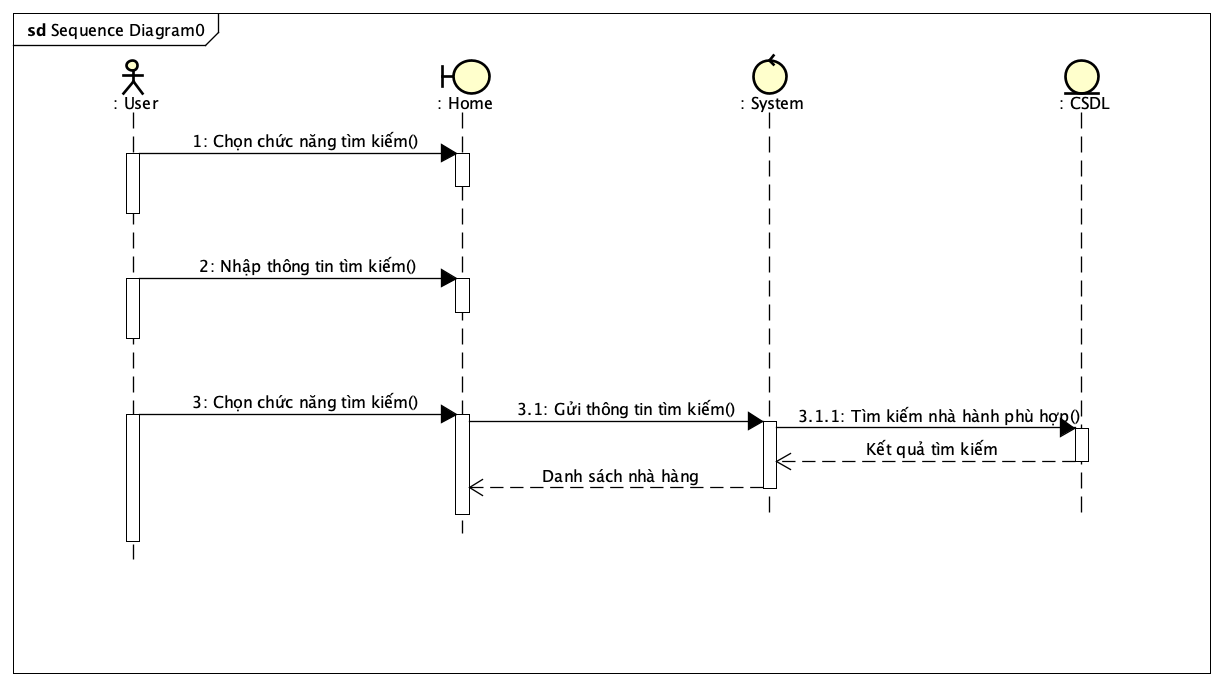 sd Sequence Diagram0
: User
: Home
: System
: CSDL
1: Chọn chức năng tìm kiếm()
2: Nhập thông tin tìm kiếm()
3: Chọn chức năng tìm kiếm()
3.1: Gửi thông tin tìm kiếm()
3.1.1: Tìm kiếm nhà hành phù hợp()
Kết quả tìm kiếm
Danh sách nhà hàng